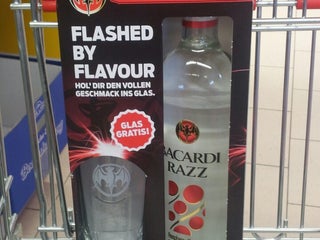 FLASHED
BY
FLAVOUR
HOL' DIR DEN VOLLEN
GESCHMACK INS GLAS.
GLAS
GRATIS!
BACARDI
RAZZ